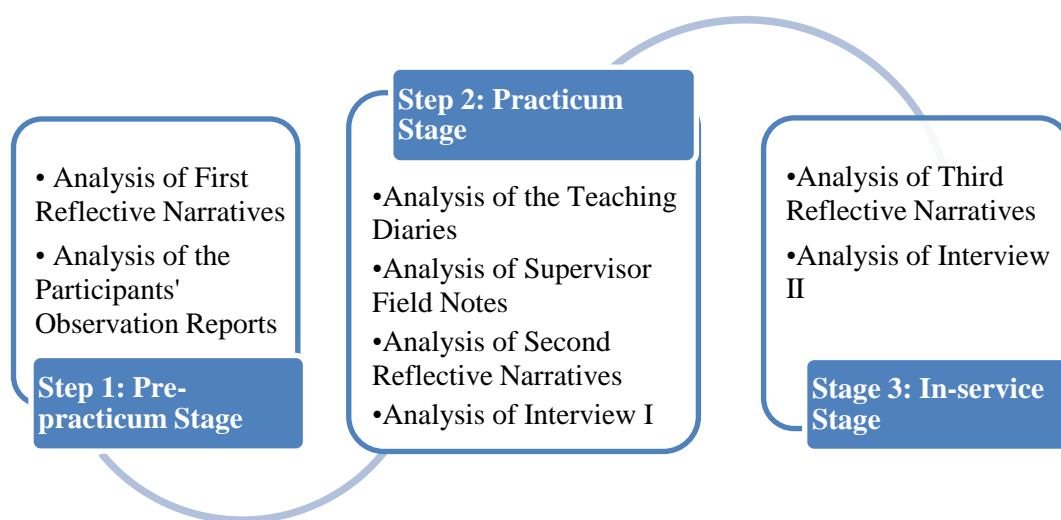 • Analysis of First
Reflective Narratives
• Analysis of the
Participants'
Observation Reports
Step 1: Pre-
practicum Stage
Step 2: Practicum
Stage
•Analysis of the Teaching
Diaries
•Analysis of Supervisor
Field Notes
•Analysis of Second
Reflective Narratives
•Analysis of Interview I
•Analysis of Third
Reflective Narratives
•Analysis of Interview
II
Stage 3: In-service
Stage